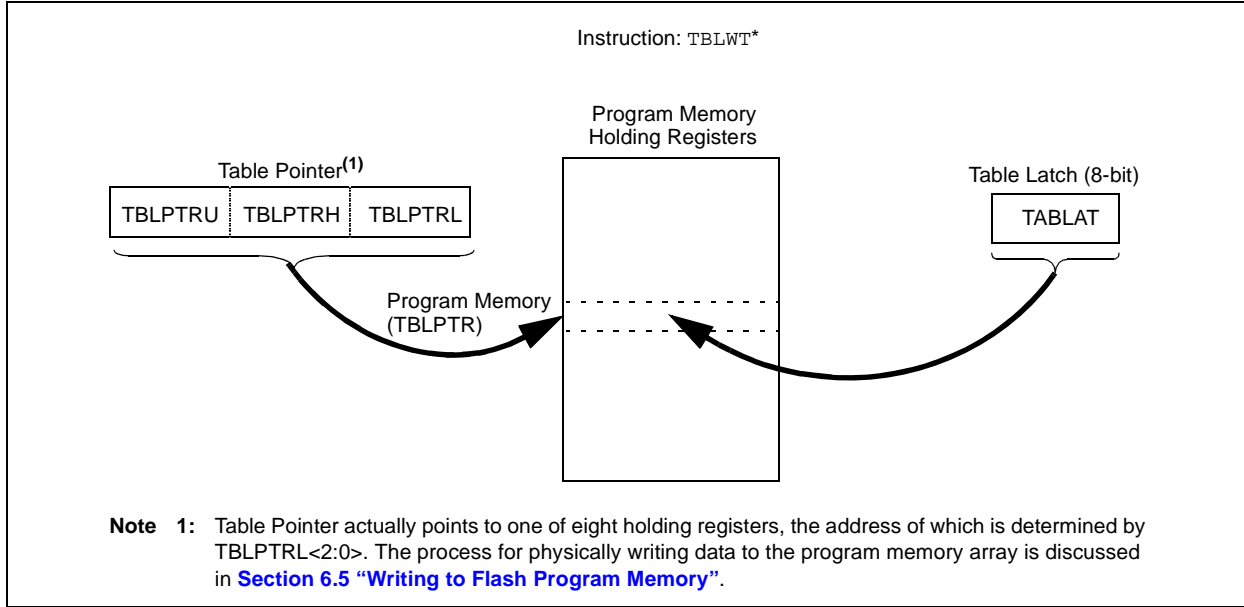 Instruction: TBLWT*
Program Memory
Holding Registers
Table Pointer(1)
Table Latch (8-bit)
TBLPTRU TBLPTRH TBLPTRL
TABLAT
Program Memory
(TBLPTR)
Note 1: Table Pointer actually points to one of eight holding registers, the address of which is determined by
TBLPTRL<2:0>. The process for physically writing data to the program memory array is discussed
in Section 6.5 “Writing to Flash Program Memory”.